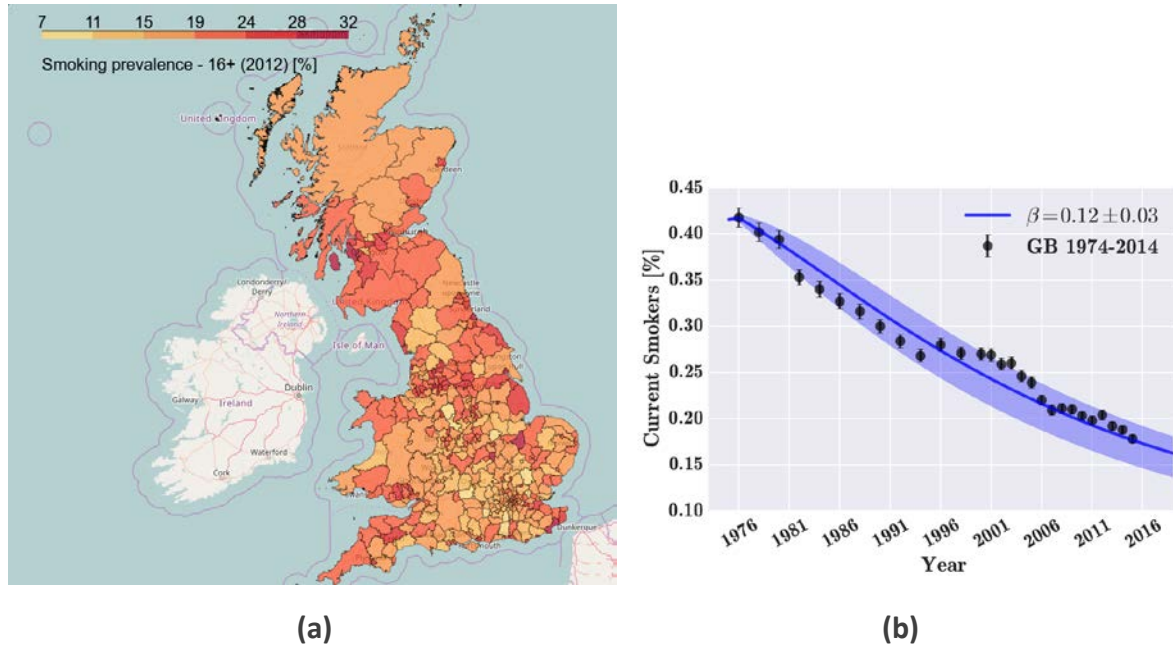 7 11 15 19 24 28 32
Smoking prevalence - 16+ (2012) [%]
United Kingdom
Aberdeen
Londonderry/
Derry
Northern
Ireland
Isle of Man
Dublin
Galway
Ireland
Waterford
Cork
Dunkerque
(a)
0.45
0.40
0.35
0.30
0.25
0.20
0.15
0.10
Current Smokers [%]
β=0.12±0.03
GB 1974-2014
1976 1981 1986 1991 1996 2001 2006 2011 2016
Year
(b)